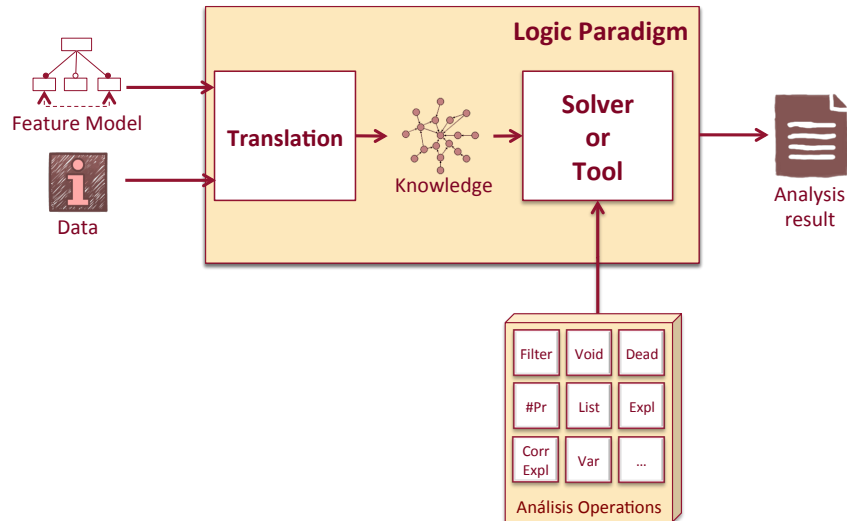 Logic Paradigm
Feature Model
Data
Translation
Knowledge
Solver
or
Tool
Analysis
result
Filter
Void
Dead
#Pr
List
Expl
Corr
Expl
Var
...
Análisis Operations